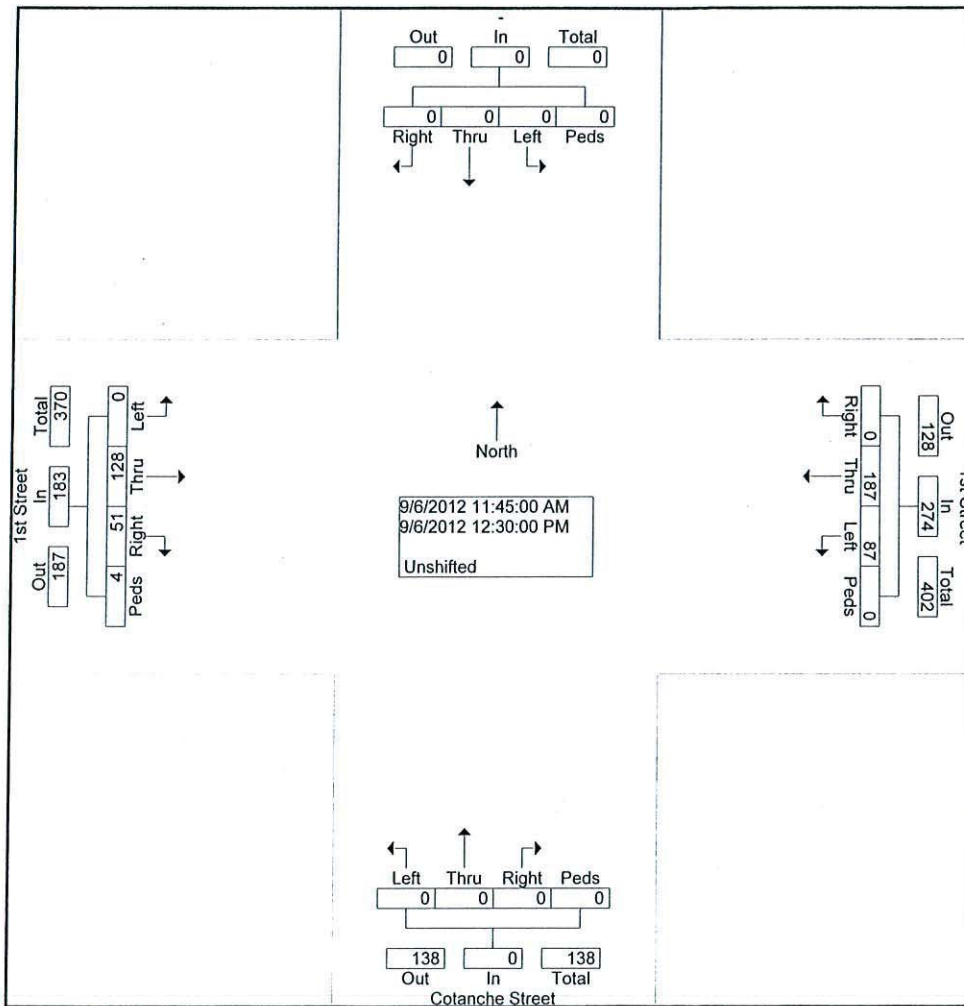 -
Out In Total
0 0 0
0 0 0 0
Right Thru Left Peds
1st Street
Total In Out
370 183 187
0 128 51 4
Left Thru Right Peds
North
9/6/2012 11:45:00 AM
9/6/2012 12:30:00 PM
Unshifted
Right Thru Left Peds
0 187 87 0
Out In Total
128 274 402
1st Street
Left Thru Right Peds
0 0 0 0
138 0 138
Out In Total
Cotanche Street